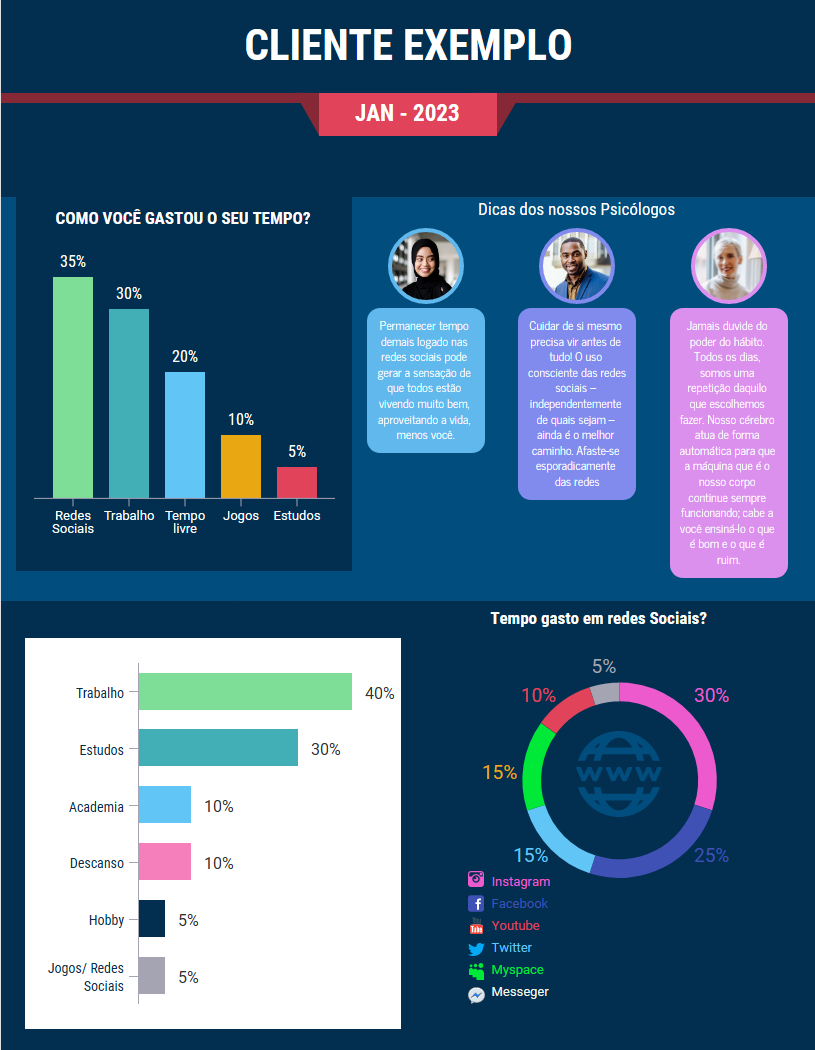 CLIENTE EXEMPLO
JAN - 2023
COMO VOCÊ GASTOU O SEU TEMPO?
35%
30%
20%
10%
5%
Redes
Sociais
Trabalho
Tempo
livre
Jogos
Estudos
Dicas dos nossos Psicólogos
Permanecer tempo
demais logado nas
redes sociais pode
gerar a sensação de
que todos estão
vivendo muito bem,
aproveitando a vida,
menos você.
Cuidar de si mesmo
precisa vir antes de
tudo! O uso
consciente das redes
sociais –
independentemente
de quais sejam –
ainda é o melhor
caminho. Afaste-se
esporadicamente
das redes
Jamais duvide do
poder do hábito.
Todos os dias,
somos uma
repetição daquilo
que escolhemos
fazer. Nosso cérebro
atua de forma
automática para que
a máquina que é o
nosso corpo
continue sempre
funcionando; cabe a
você ensiná-lo o que
é bom e o que é
ruim.
Trabalho
40%
Estudos
30%
Academia
10%
Descanso
10%
Hobby
5%
Jogos/ Redes
Sociais
5%
Tempo gasto em redes Sociais?
5%
10%
30%
15%
www
15%
25%
Instagram
Facebook
You
Tube
Youtube
Twitter
Myspace
Messeger